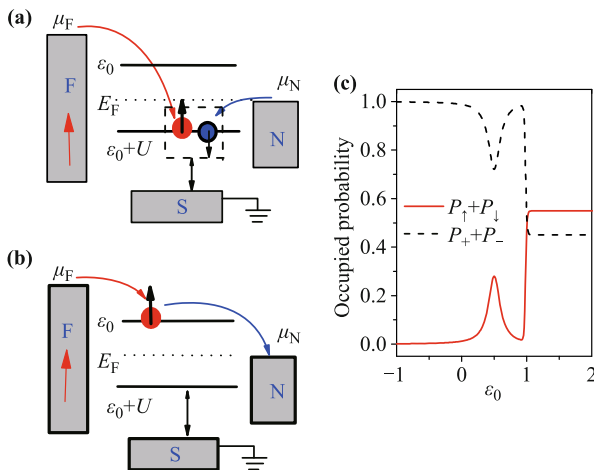 (a)
μF
ε0
F
EF
μN
ε0+U
N
S
(b)
μF
ε0
F
EF
μN
ε0+U
N
S
(c)
Occupied probability
1.0
0.8
0.6
0.4
0.2
0.0
P↑+P↓
P++P−
-1 0 1 2
ε0